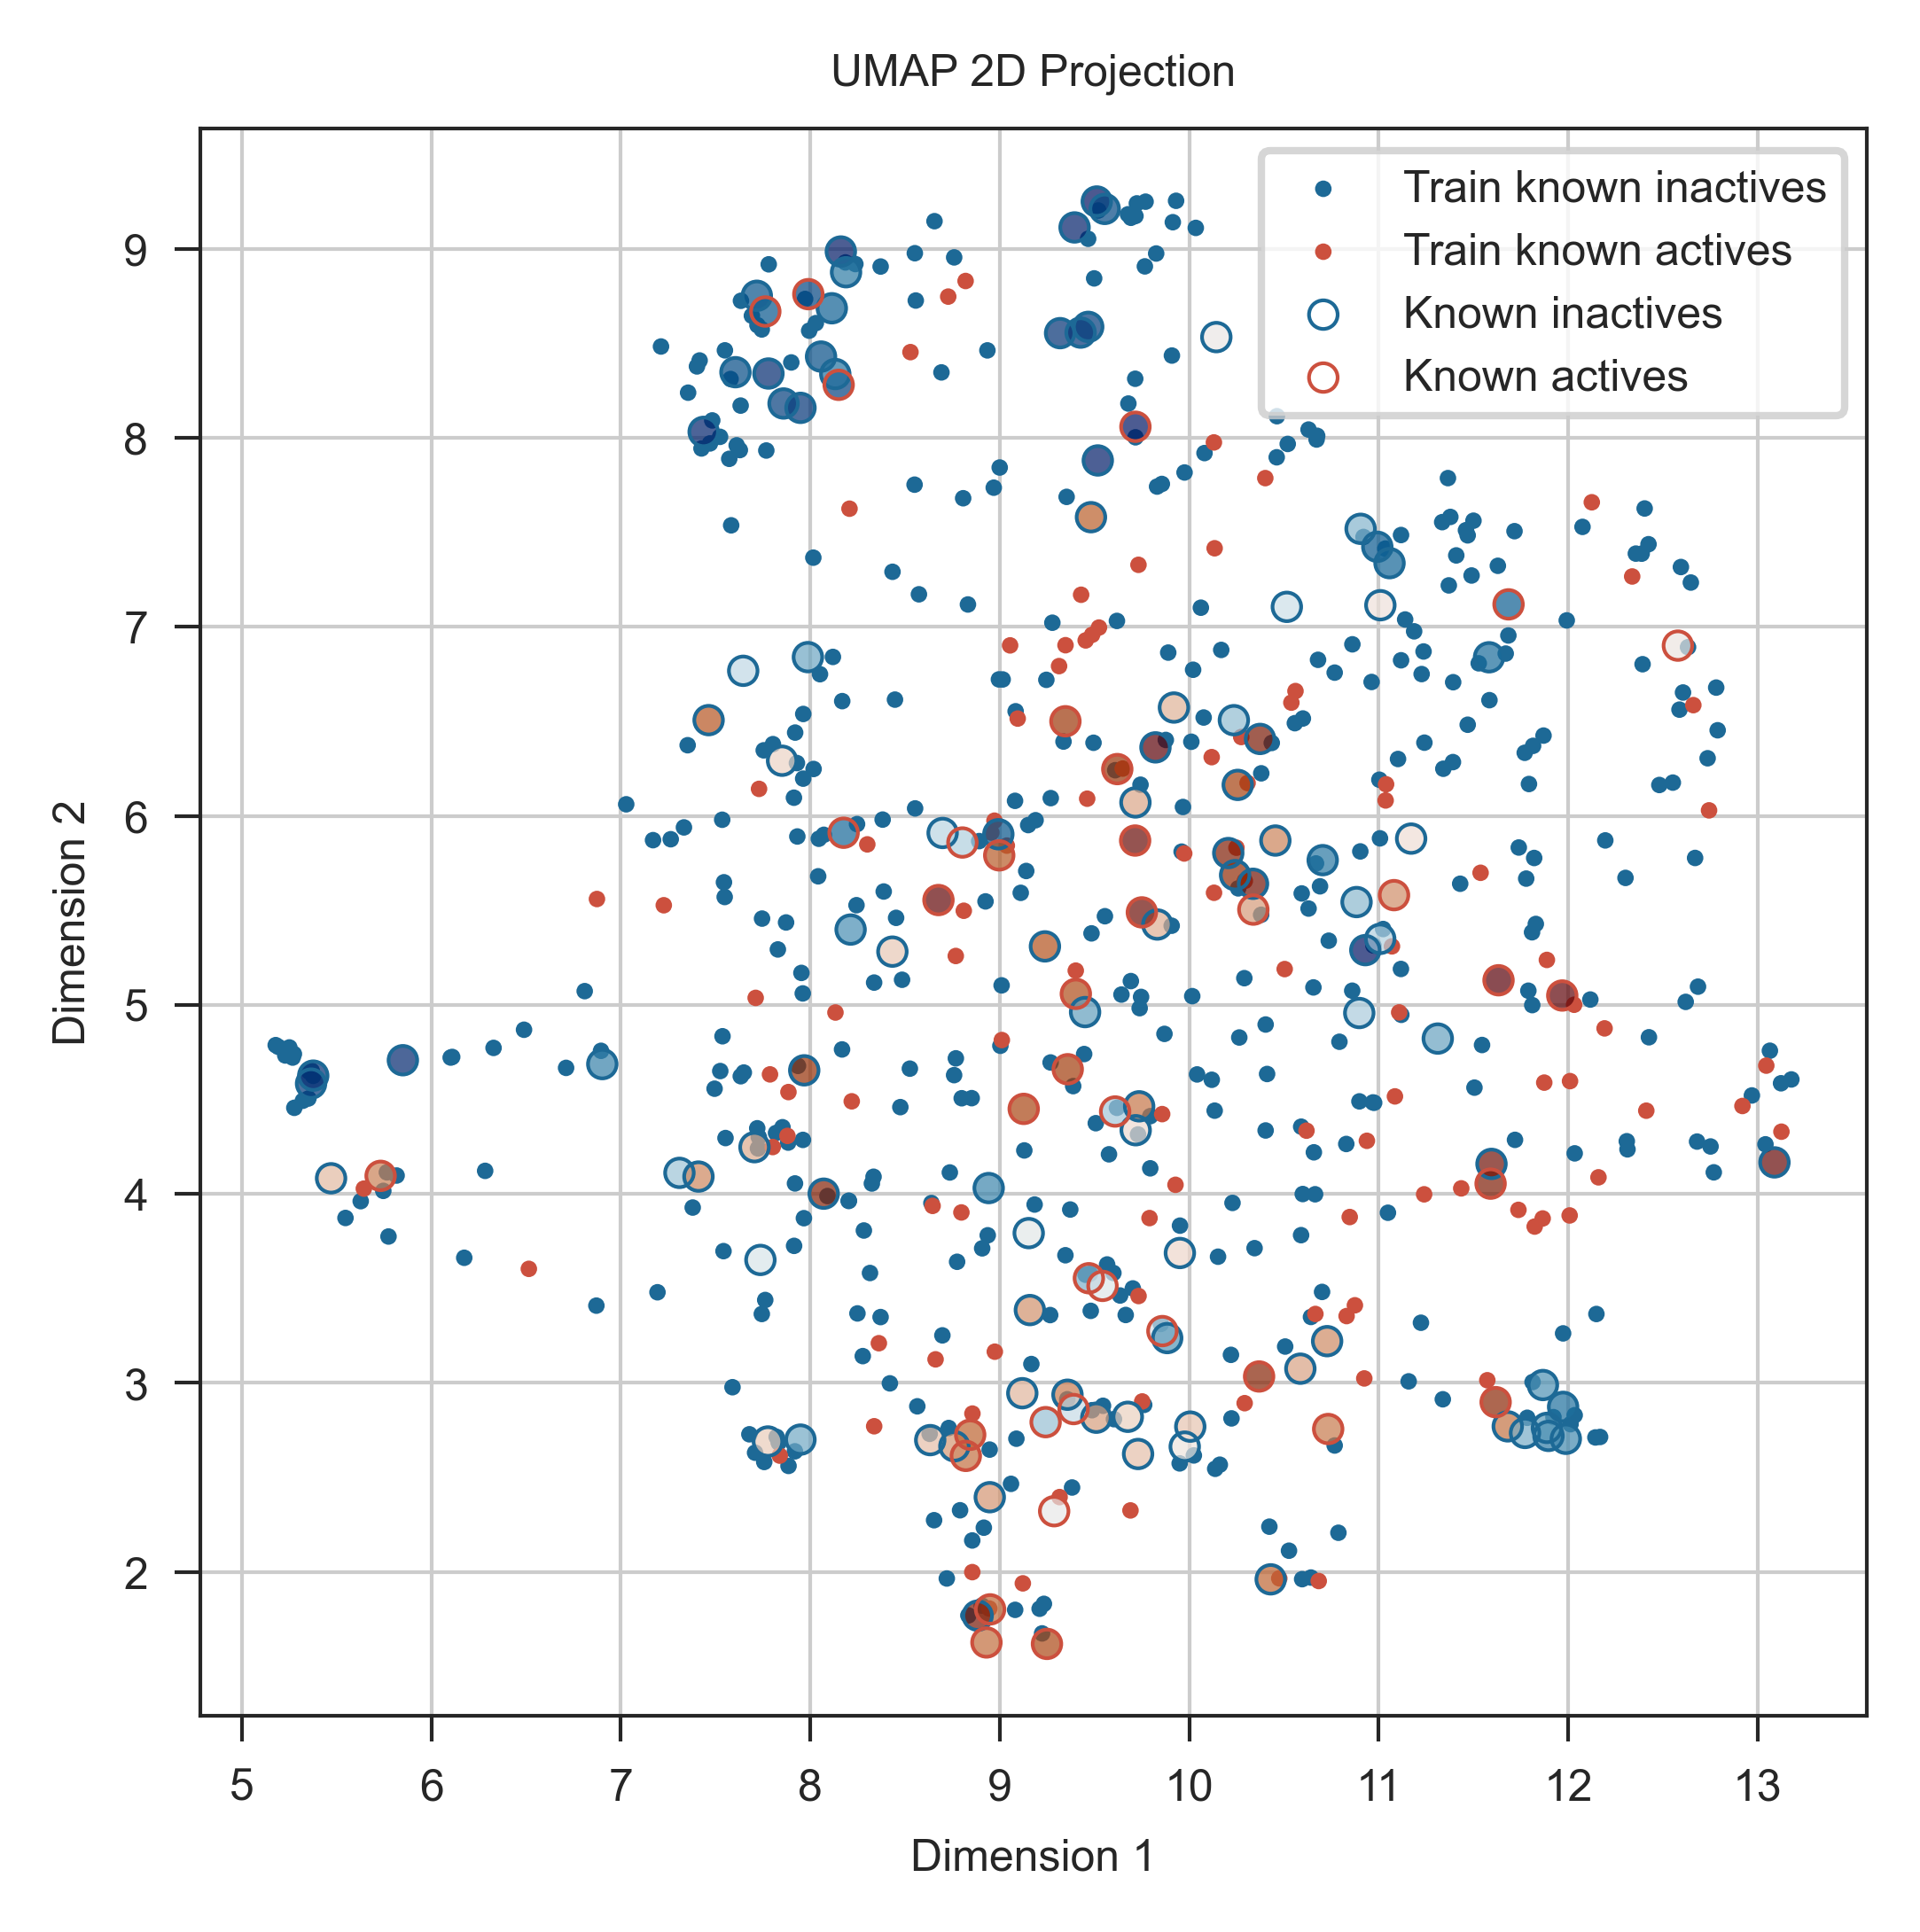 UMAP 2D Projection
Train known inactives
Train known actives
Known inactives
Known actives
9
8
7
6
5
4
3
2
Dimension 2
5 6 7 8 9 10 11 12 13
Dimension 1